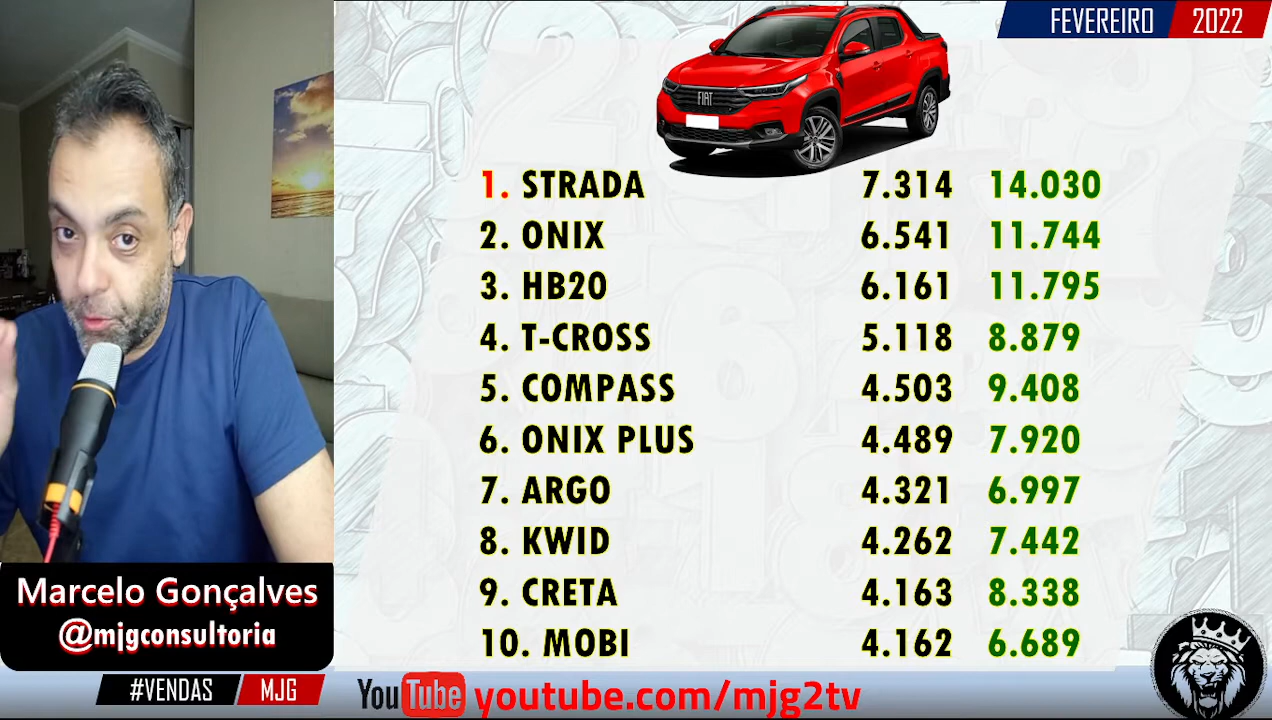 FEVEREIRO 2022
FIAT
1. STRADA 7.314 14.030
2. ONIX 6.541 11.744
3. HB20 6.161 11.795
4. T-CROSS 5.118 8.879
5. COMPASS 4.503 9.408
6. ONIX PLUS 4.489 7.920
7. ARGO 4.321 6.997
8. KWID 4.262 7.442
9. CRETA 4.163 8.338
10. MOBI 4.162 6.689
Marcelo Gonçalves
@mjgconsultoria
#VENDAS MJG YouTube youtube.com/mjg2tv